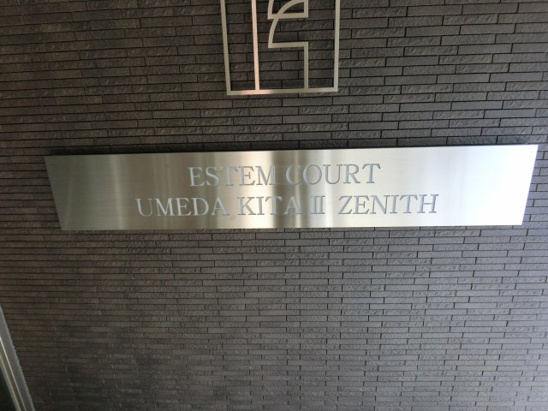 ESTEM COURT
UMEDA KITA Ⅱ ZENITH